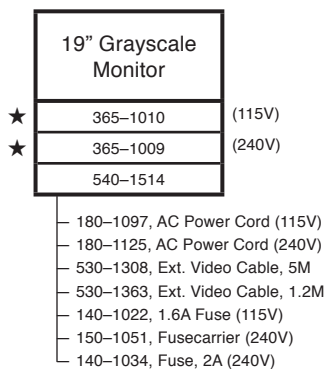 19” Grayscale
Monitor
★ 365–1010 (115V)
★ 365–1009 (240V)
540–1514
180–1097, AC Power Cord (115V)
180–1125, AC Power Cord (240V)
530–1308, Ext. Video Cable, 5M
530–1363, Ext. Video Cable, 1.2M
140–1022, 1.6A Fuse (115V)
150–1051, Fusecarrier (240V)
140–1034, Fuse, 2A (240V)